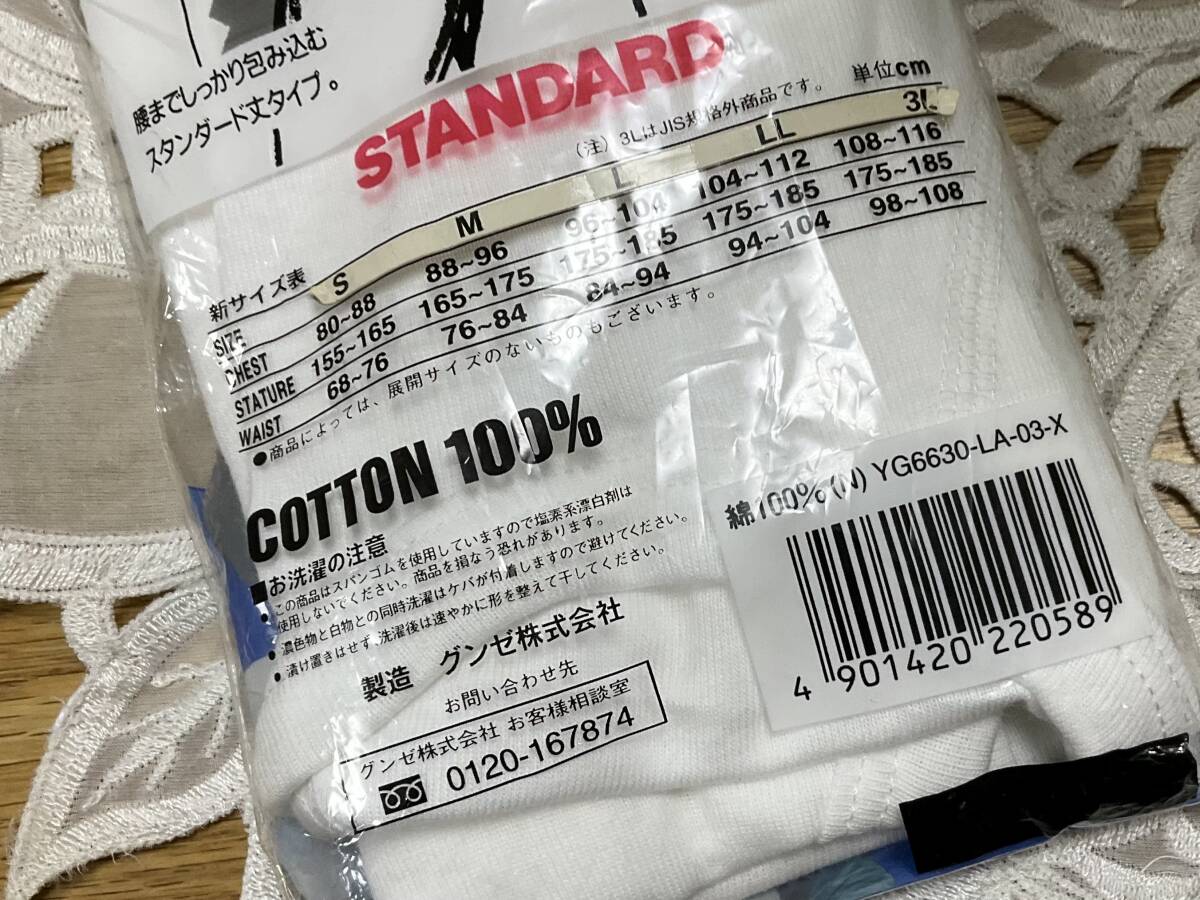 腰までしっかり包み込む
スタンダード丈タイプ。
STANDARD
(注) 3LはJIS規格外商品です。 単位cm
新サイズ表
SIZE S M L LL 3L
CHEST 80~88 88~96 96~104 104~112 108~116
STATURE 155~165 165~175 175~185 175~185 175~185
WAIST 68~76 76~84 84~94 94~104 98~108
●商品によっては、展開サイズのないものもございます。
COTTON 100%
■お洗濯の注意
●この商品はスパンゴムを使用していますので塩素系漂白剤は
使用しないでください。商品を損なう恐れがあります。
●濃色物と白物との同時洗濯はケバが付着しますので避けてください。
●漬け置きはせず、洗濯後は速やかに形を整えて干してください。
製造 グンゼ株式会社
お問い合わせ先
グンゼ株式会社 お客様相談室
0120-167874
綿100% (N) YG6630-LA-03-X
4 901420 220589